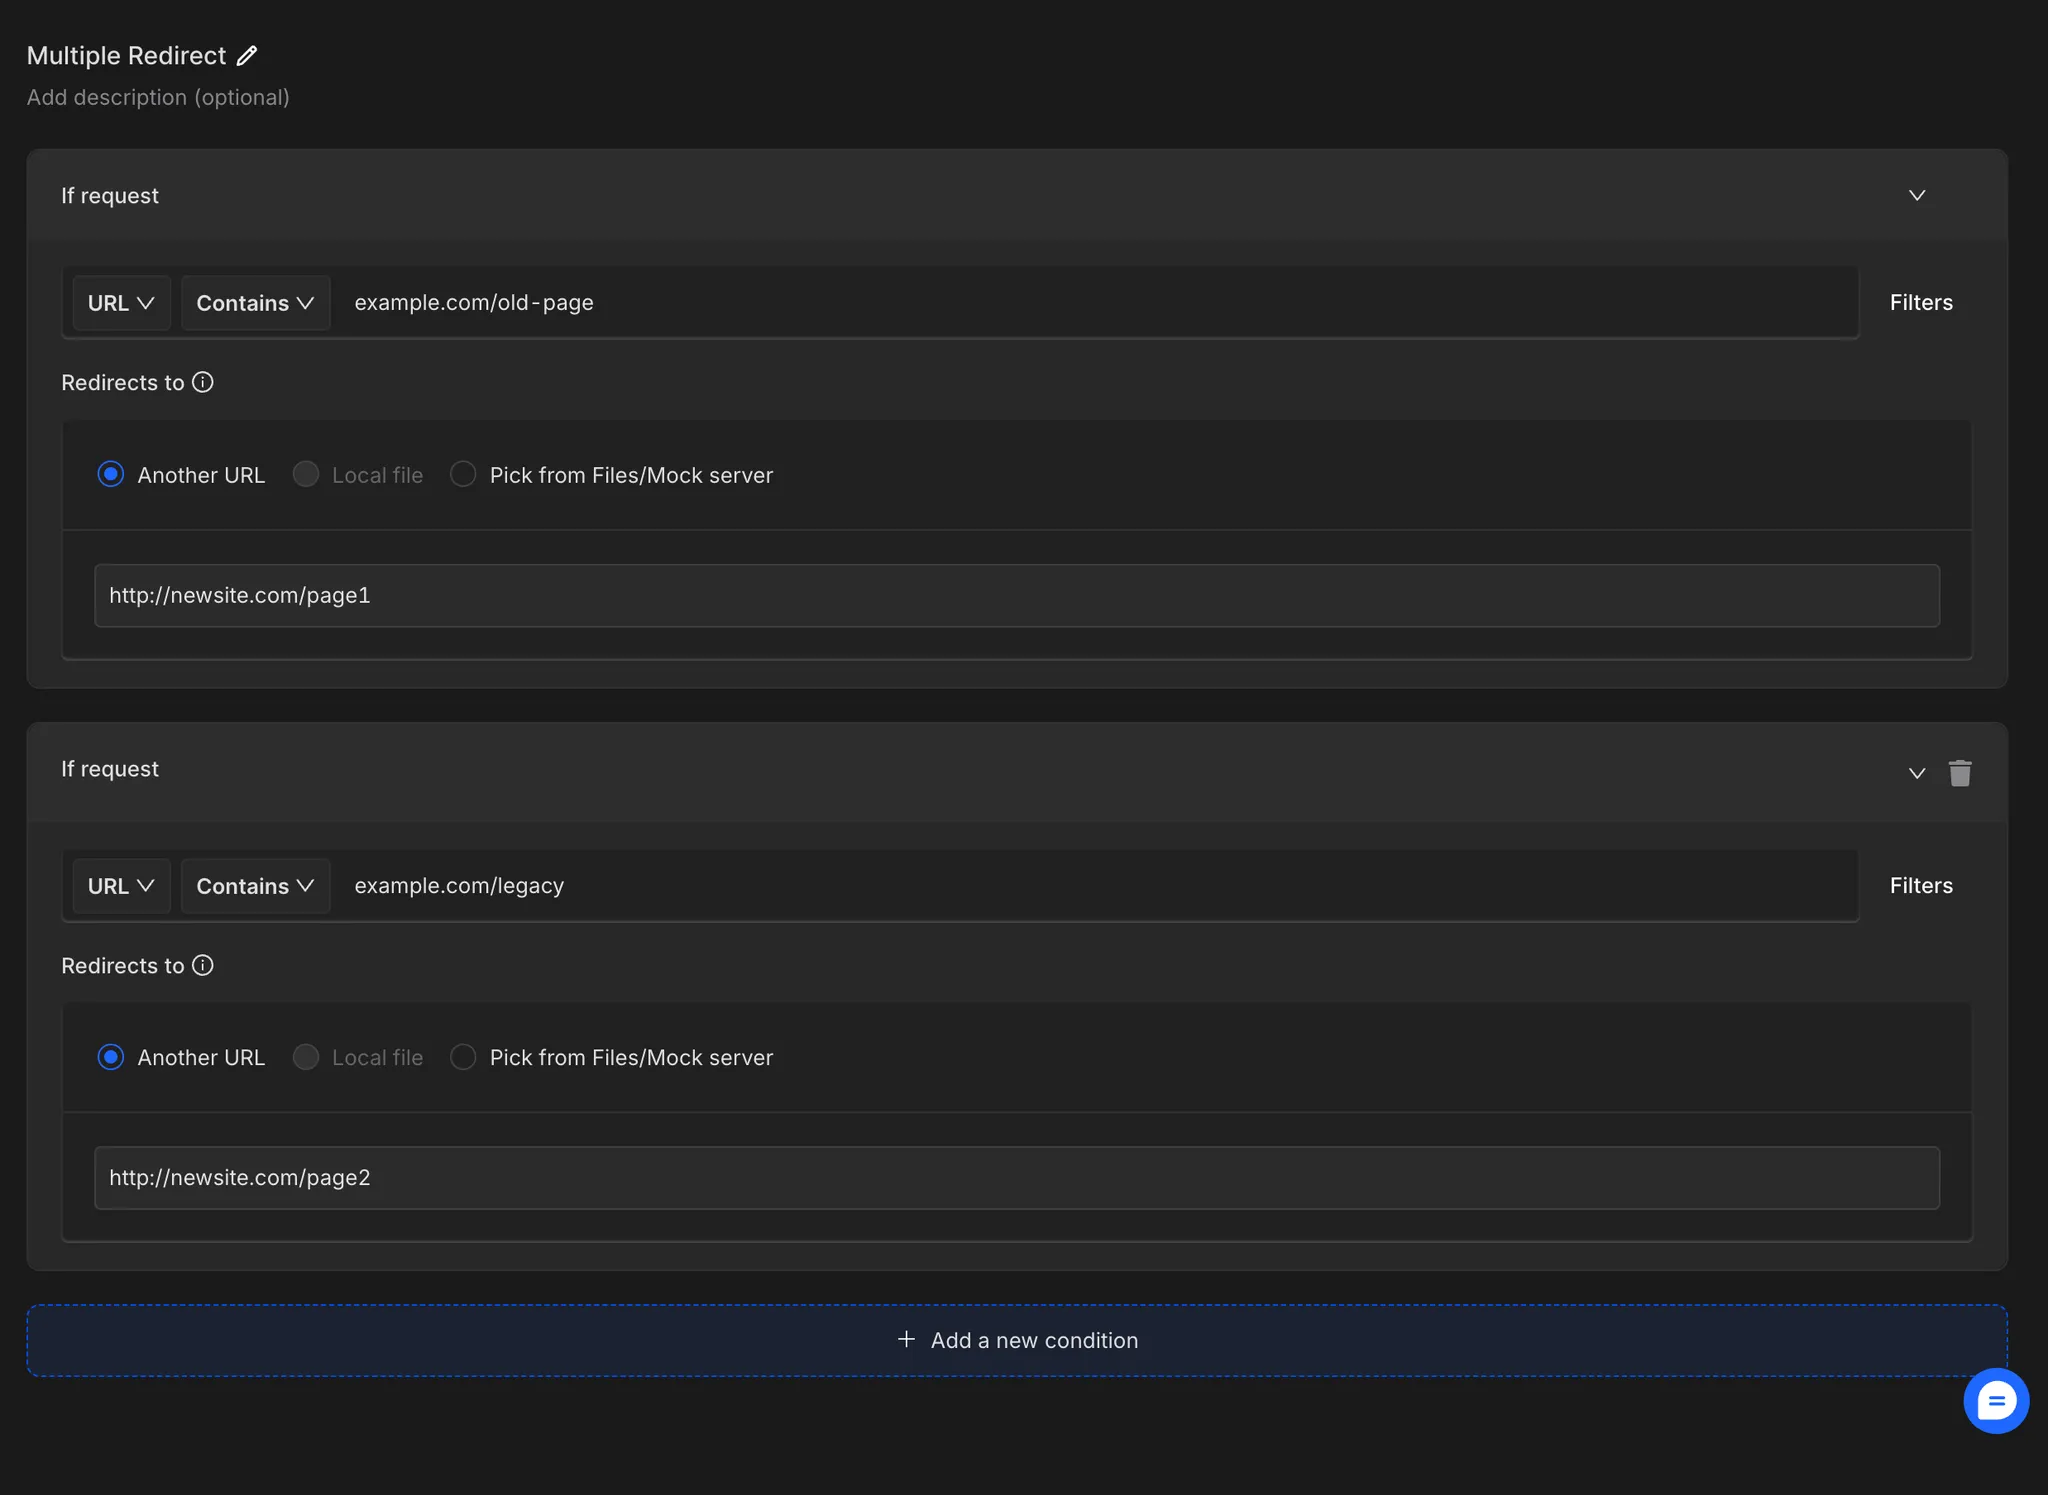 Multiple Redirect
Add description (optional)
If request
URL Contains example.com/old-page Filters
Redirects to
Another URL Local file Pick from Files/Mock server
http://newsite.com/page1
If request
URL Contains example.com/legacy Filters
Redirects to
Another URL Local file Pick from Files/Mock server
http://newsite.com/page2
+ Add a new condition